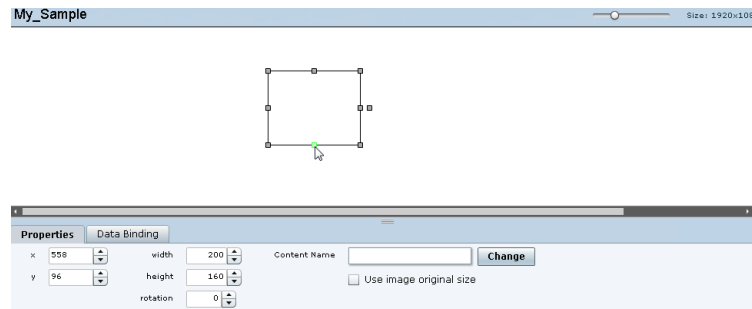 My_Sample
Size: 1920x108
Properties
Data Binding
x 558 width 200 Content Name Change
y 96 height 160 Use image original size
rotation 0